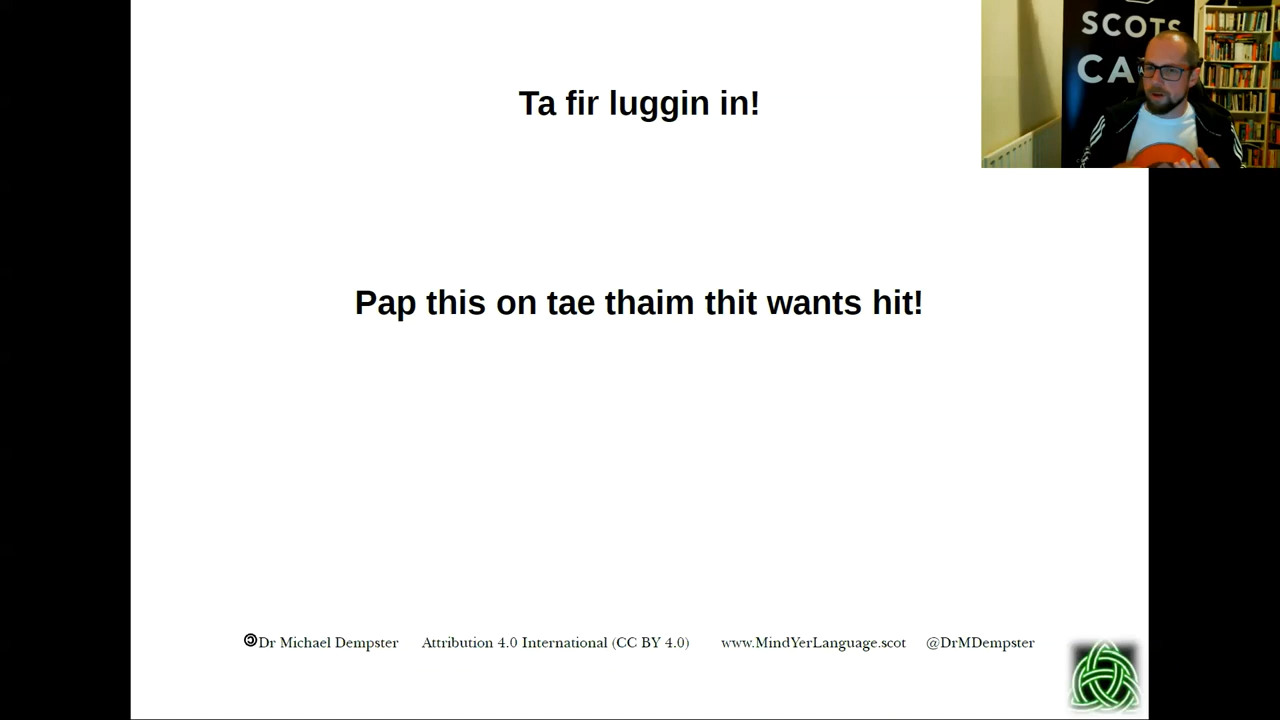 SCOTS
CA
Ta fir luggin in!
Pap this on tae thaim thit wants hit!
Dr Michael Dempster Attribution 4.0 International (CC BY 4.0) www.MindYerLanguage.scot @DrMDempster